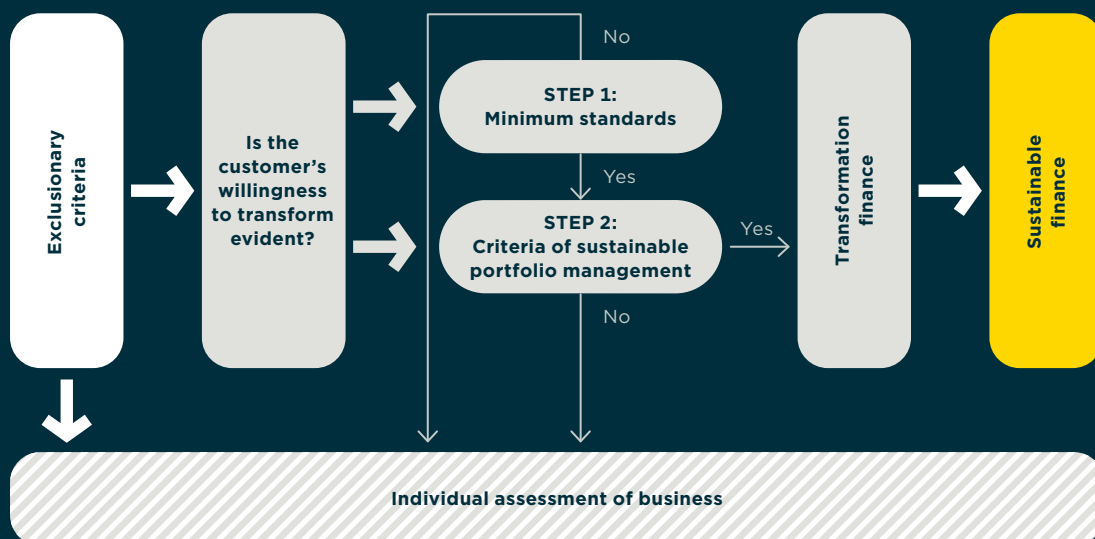 Exclusionary
criteria
Is the
customer's
willingness
to transform
evident?
No
STEP 1:
Minimum standards
Yes
STEP 2:
Criteria of sustainable
portfolio management
Yes
No
Transformation
finance
Sustainable
finance
Individual assessment of business